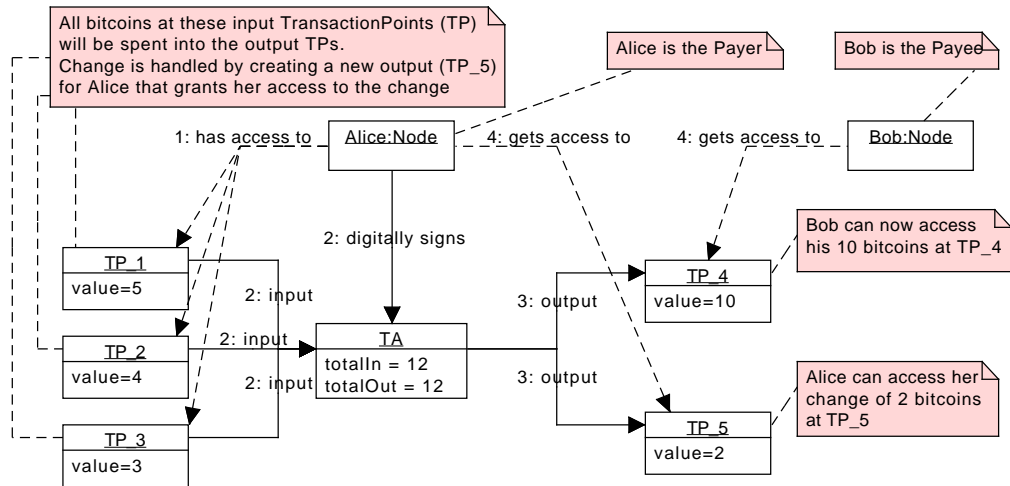 All bitcoins at these input TransactionPoints (TP)
will be spent into the output TPs.
Change is handled by creating a new output (TP_5)
for Alice that grants her access to the change
Alice is the Payer
Bob is the Payee
1: has access to
Alice:Node
4: gets access to
4: gets access to
Bob:Node
2: digitally signs
Bob can now access
his 10 bitcoins at TP_4
TP_1
value=5
2: input
TP_4
value=10
3: output
TP_2
value=4
2: input
TA
totalIn = 12
totalOut = 12
2: input
3: output
Alice can access her
change of 2 bitcoins
at TP_5
TP_3
value=3
TP_5
value=2